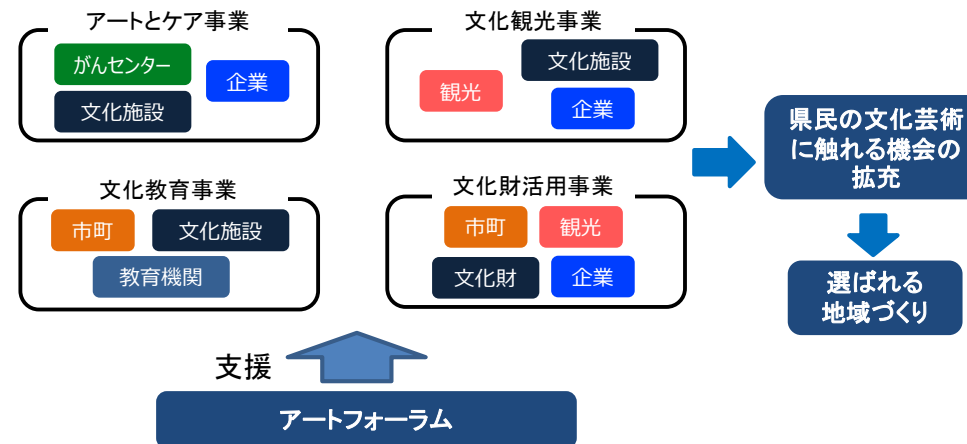 アートとケア事業
がんセンター
企業
文化施設
文化観光事業
文化施設
観光
企業
文化教育事業
市町
文化施設
教育機関
文化財活用事業
市町
観光
文化財
企業
県民の文化芸術
に触れる機会の
拡充
選ばれる
地域づくり
支援
アートフォーラム